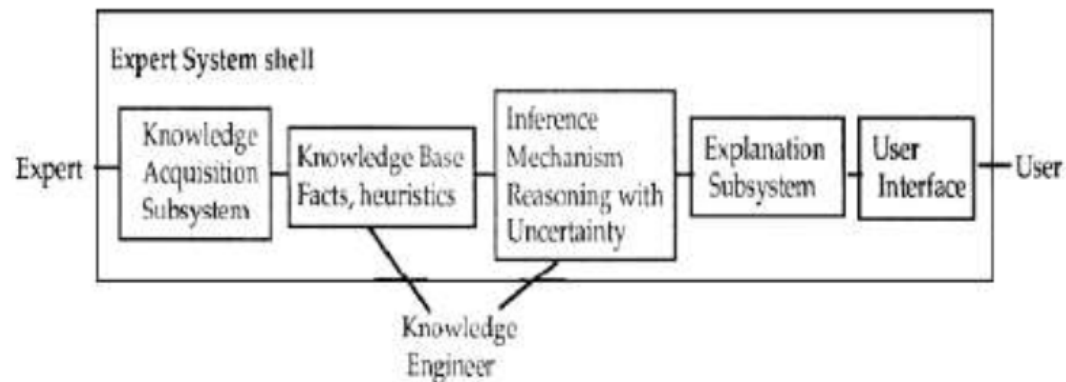 Expert System shell
Expert
Knowledge
Acquisition
Subsystem
Knowledge Base
Facts, heuristics
Inference
Mechanism
Reasoning with
Uncertainty
Explanation
Subsystem
User
Interface
User
Knowledge
Engineer